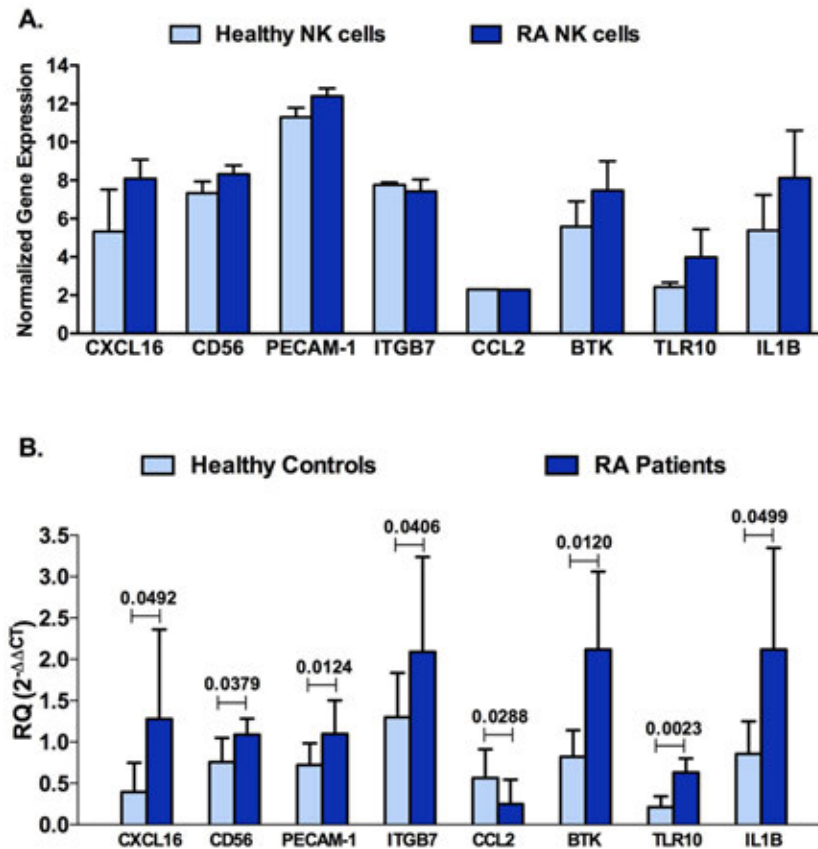 A.
Healthy NK cells RA NK cells
Normalized Gene Expression
14
12
10
8
6
4
2
0
CXCL16 CD56 PECAM-1 ITGB7 CCL2 BTK TLR10 IL1B
B.
Healthy Controls RA Patients
RQ (2-ΔΔCT)
3.5
3.0
2.5
2.0
1.5
1.0
0.5
0.0
0.0492 0.0379 0.0124 0.0406 0.0288 0.0120 0.0023 0.0499
CXCL16 CD56 PECAM-1 ITGB7 CCL2 BTK TLR10 IL1B